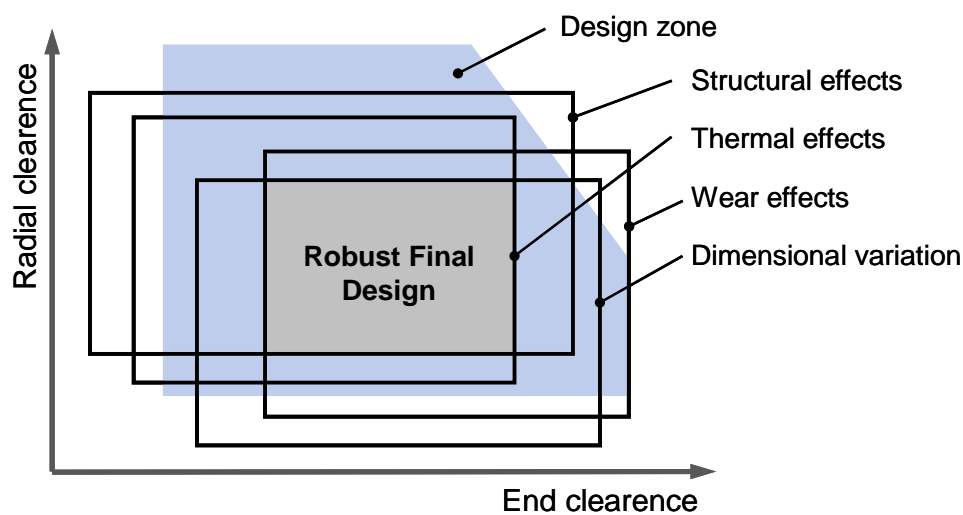 Design zone
Structural effects
Thermal effects
Wear effects
Dimensional variation
Robust Final
Design
Radial clearence
End clearence